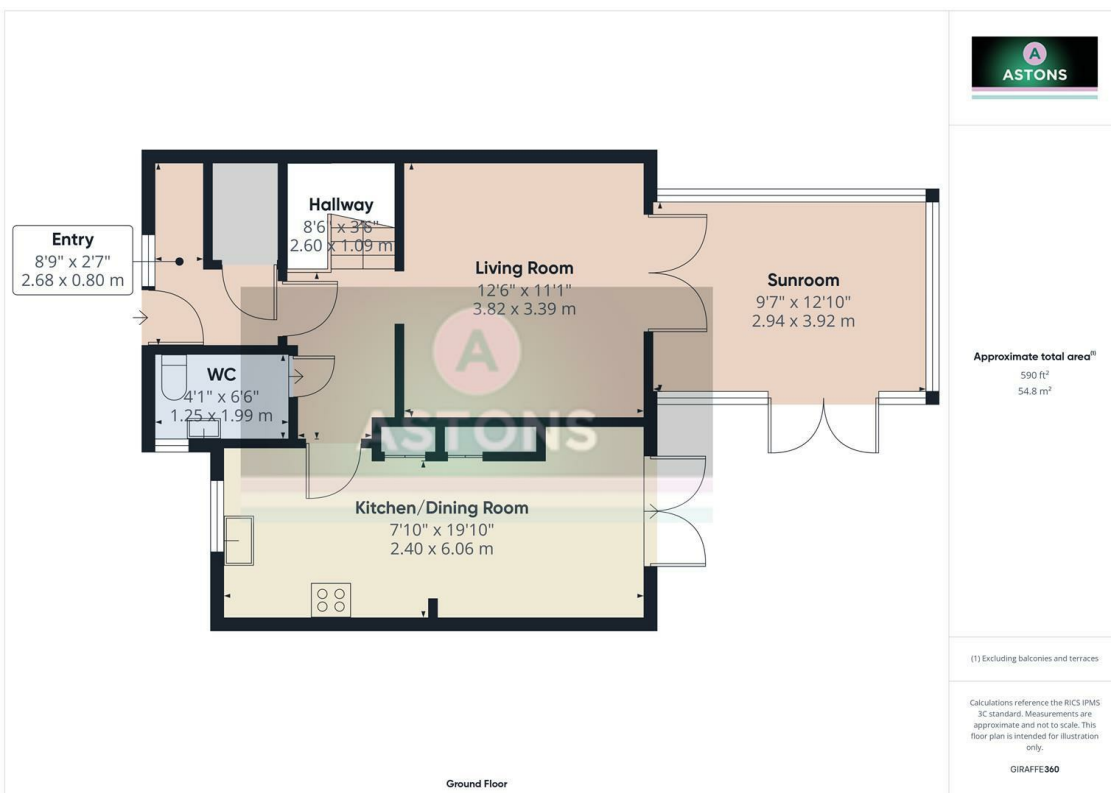 A
ASTONS
Hallway
8'6" x 3'6"
2.60 x 1.09 m
Entry
8'9" x 2'7"
2.68 x 0.80 m
Living Room
12'6" x 11'1"
3.82 x 3.39 m
Sunroom
9'7" x 12'10"
2.94 x 3.92 m
WC
4'1" x 6'6"
1.25 x 1.99 m
A
ASTONS
Kitchen/Dining Room
7'10" x 19'10"
2.40 x 6.06 m
Approximate total area(1)
590 ft²
54.8 m²
(1) Excluding balconies and terraces
Calculations reference the RICS IPMS
3C standard. Measurements are
approximate and not to scale. This
floor plan is intended for illustration
only.
GIRAFFE360
Ground Floor